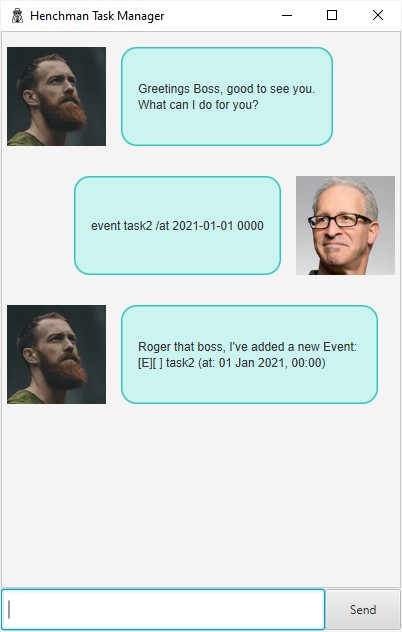 Henchman Task Manager
Greetings Boss, good to see you.
What can I do for you?
event task2 /at 2021-01-01 0000
Roger that boss, I've added a new Event:
[E][ ] task2 (at: 01 Jan 2021, 00:00)
Send